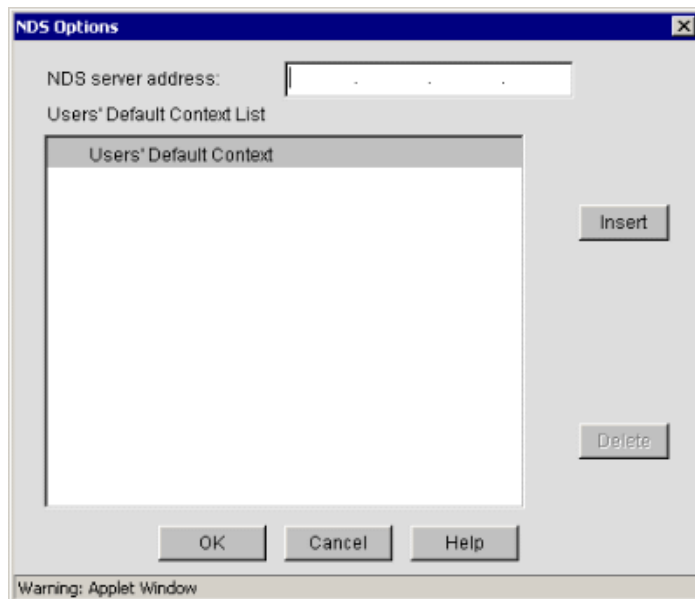 NDS Options
NDS server address: . . .
Users' Default Context List
Users' Default Context
Insert
Delete
OK Cancel Help
Warning: Applet Window